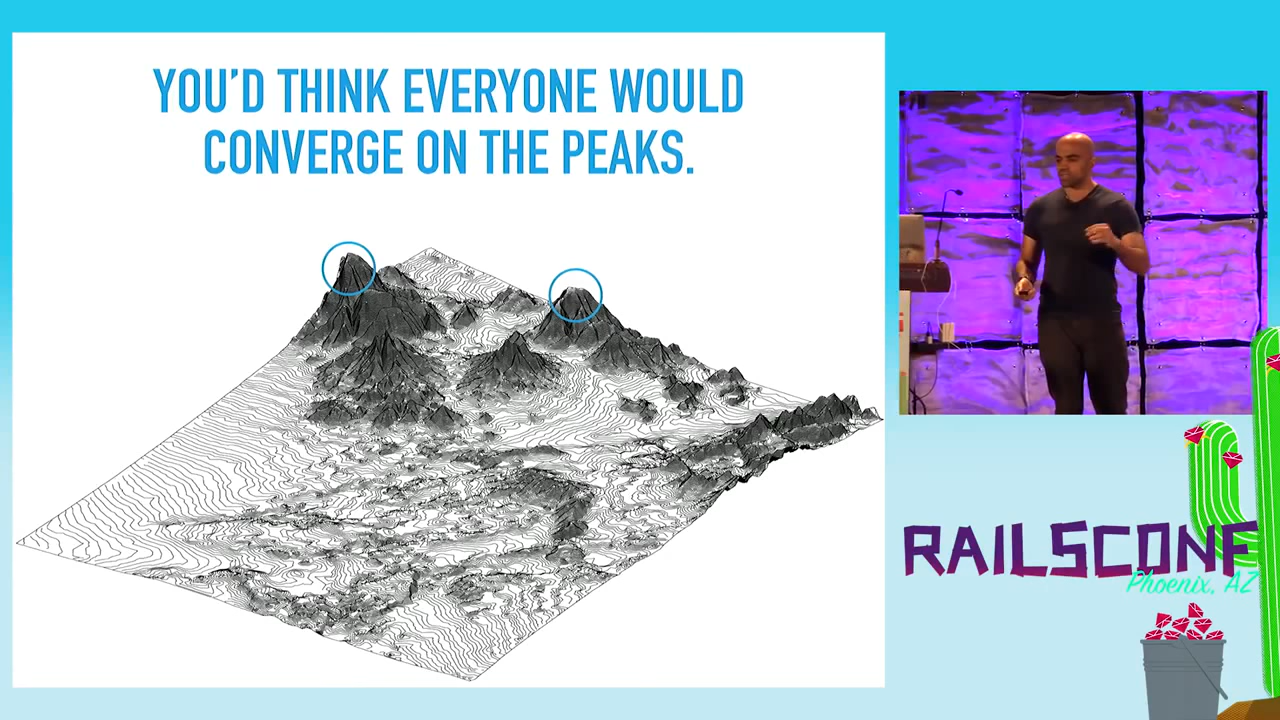 YOU'D THINK EVERYONE WOULD
CONVERGE ON THE PEAKS.
RAILSCONF
Phoenix, AZ